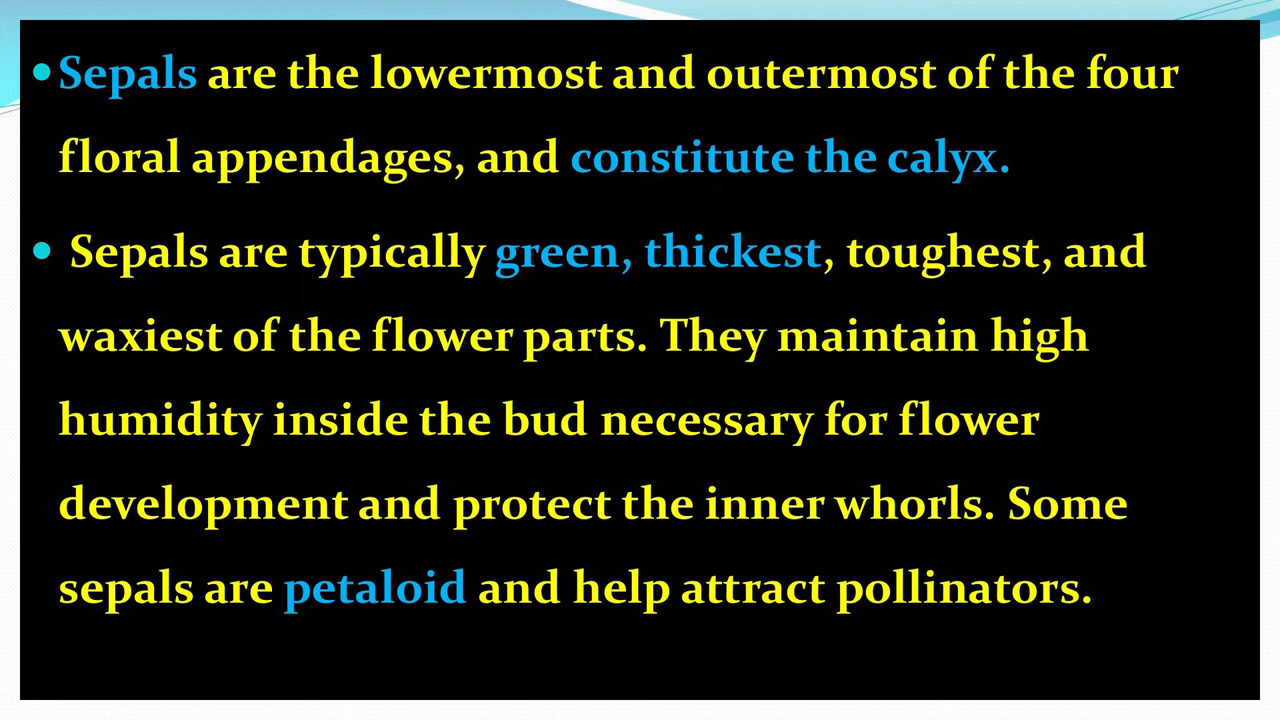 •Sepals are the lowermost and outermost of the four
floral appendages, and constitute the calyx.
• Sepals are typically green, thickest, toughest, and
waxiest of the flower parts. They maintain high
humidity inside the bud necessary for flower
development and protect the inner whorls. Some
sepals are petaloid and help attract pollinators.